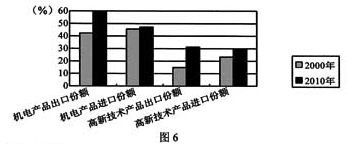 (%)
60
50
40
30
20
10
0
机电产品出口份额
机电产品进口份额
高新技术产品出口份额
高新技术产品进口份额
2000年
2010年
图 6